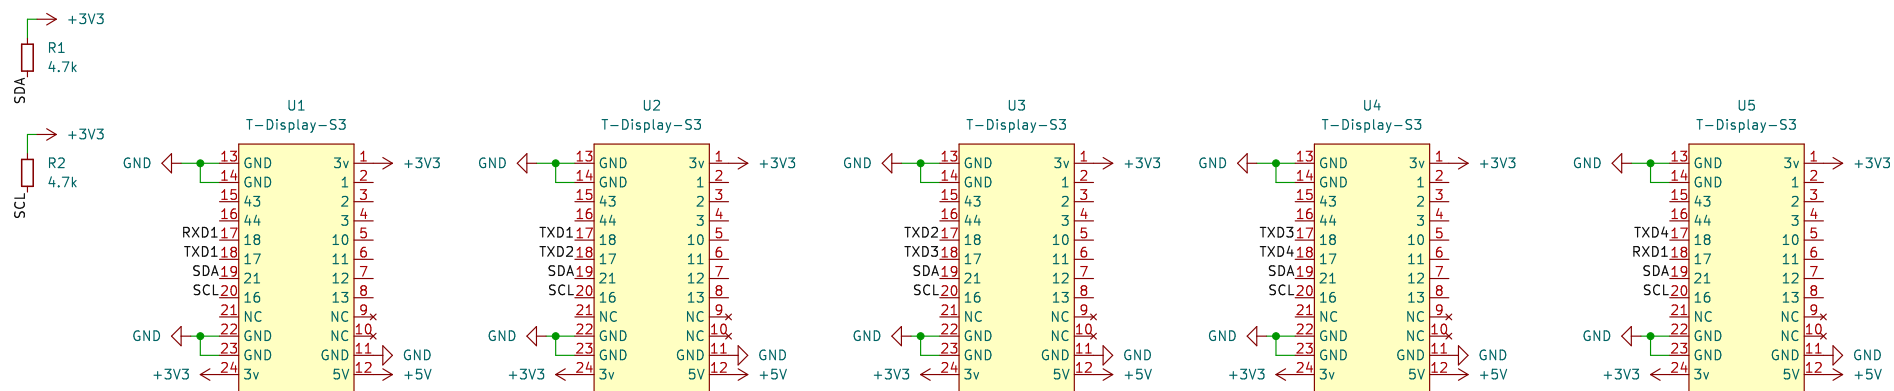 +3V3
R1
4.7k
SDA
+3V3
R2
4.7k
SCL
U1
T-Display-S3
GND 13 GND 3v 1 +3V3
14 GND 1 2
15 43 2 3
16 44 3 4
RXD1 17 18 10 5
TXD1 18 17 11 6
SDA 19 21 12 7
SCL 20 16 13 8
21 NC NC 9
GND 22 GND NC 10
23 GND GND 11 GND
+3V3 24 3v 5V 12 +5V
U2
T-Display-S3
GND 13 GND 3v 1 +3V3
14 GND 1 2
15 43 2 3
16 44 3 4
TXD1 17 18 10 5
TXD2 18 17 11 6
SDA 19 21 12 7
SCL 20 16 13 8
21 NC NC 9
GND 22 GND NC 10
23 GND GND 11 GND
+3V3 24 3v 5V 12 +5V
U3
T-Display-S3
GND 13 GND 3v 1 +3V3
14 GND 1 2
15 43 2 3
16 44 3 4
TXD2 17 18 10 5
TXD3 18 17 11 6
SDA 19 21 12 7
SCL 20 16 13 8
21 NC NC 9
GND 22 GND NC 10
23 GND GND 11 GND
+3V3 24 3v 5V 12 +5V
U4
T-Display-S3
GND 13 GND 3v 1 +3V3
14 GND 1 2
15 43 2 3
16 44 3 4
TXD3 17 18 10 5
TXD4 18 17 11 6
SDA 19 21 12 7
SCL 20 16 13 8
21 NC NC 9
GND 22 GND NC 10
23 GND GND 11 GND
+3V3 24 3v 5V 12 +5V
U5
T-Display-S3
GND 13 GND 3v 1 +3V3
14 GND 1 2
15 43 2 3
16 44 3 4
TXD4 17 18 10 5
RXD1 18 17 11 6
SDA 19 21 12 7
SCL 20 16 13 8
21 NC NC 9
GND 22 GND NC 10
23 GND GND 11 GND
+3V3 24 3v 5V 12 +5V